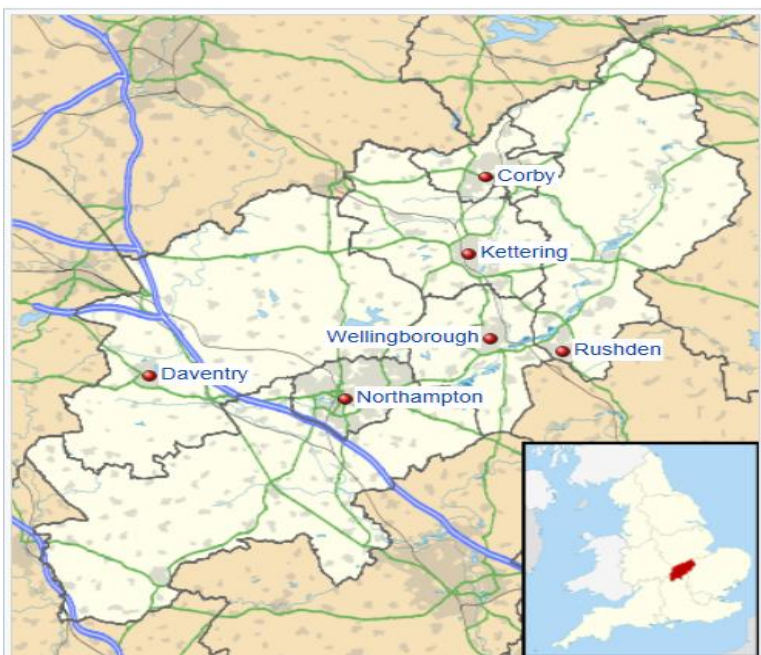 Corby
Kettering
Wellingborough
Rushden
Daventry
Northampton